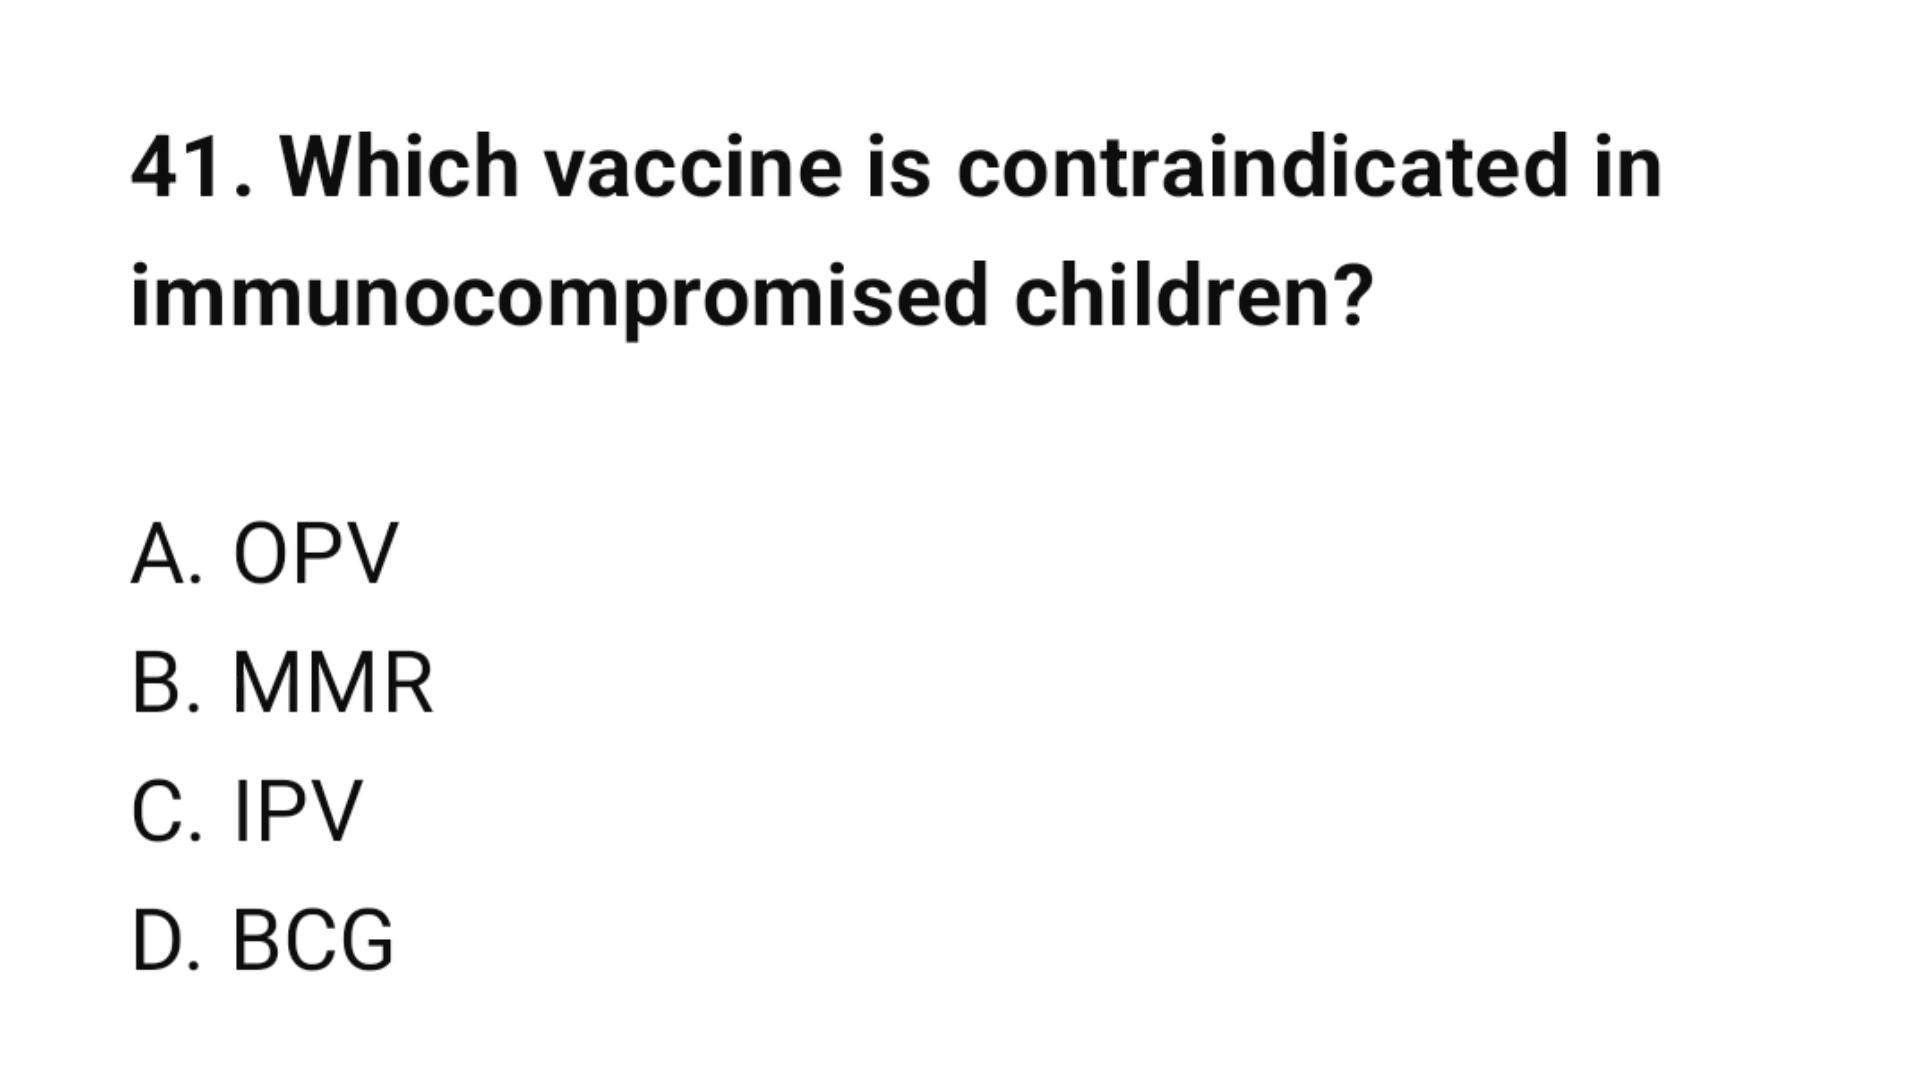 41. Which vaccine is contraindicated in
immunocompromised children?
A. OPV
B. MMR
C. IPV
D. BCG